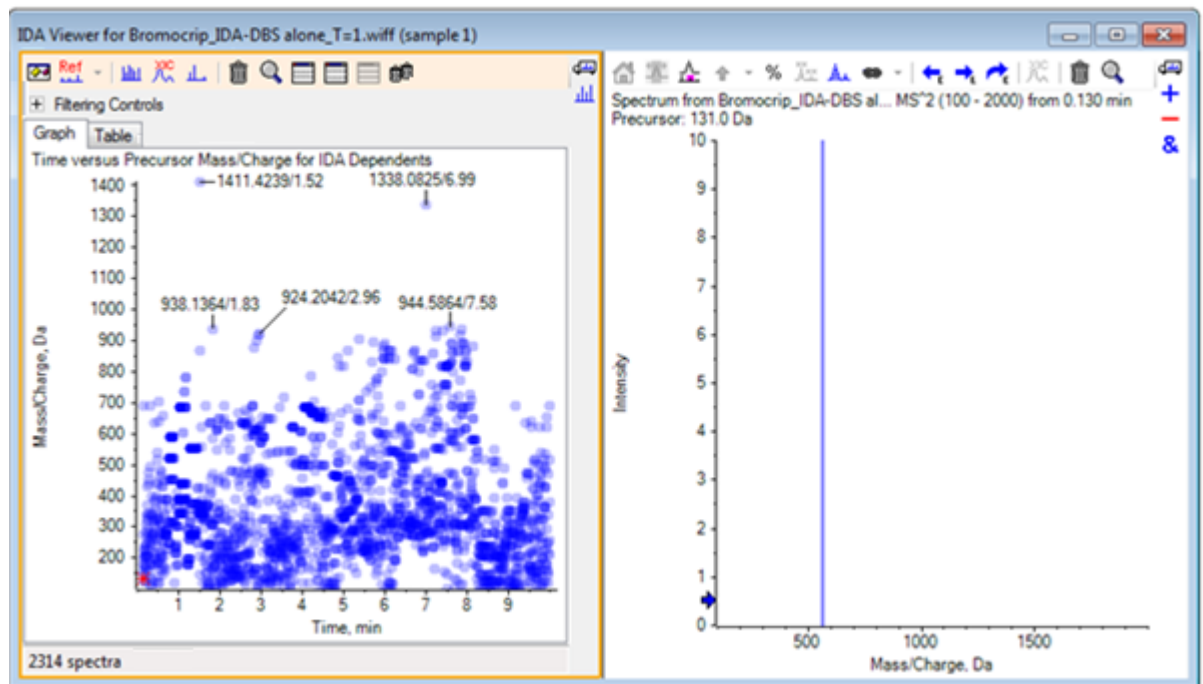 IDA Viewer for Bromocrip_IDA-DBS alone_T=1.wiff (sample 1)
Ref
XIC
Filtering Controls
Graph Table
Time versus Precursor Mass/Charge for IDA Dependents
1411.4239/1.52
1338.0825/6.99
938.1364/1.83
924.2042/2.96
944.5864/7.58
1400
1300
1200
1100
1000
900
800
700
600
500
400
300
200
Mass/Charge, Da
1 2 3 4 5 6 7 8 9
Time, min
2314 spectra
%
XIC
Spectrum from Bromocrip_IDA-DBS al... MS^2 (100 - 2000) from 0.130 min
Precursor: 131.0 Da
&
10
9
8
7
6
5
4
3
2
1
0
Intensity
500 1000 1500
Mass/Charge, Da